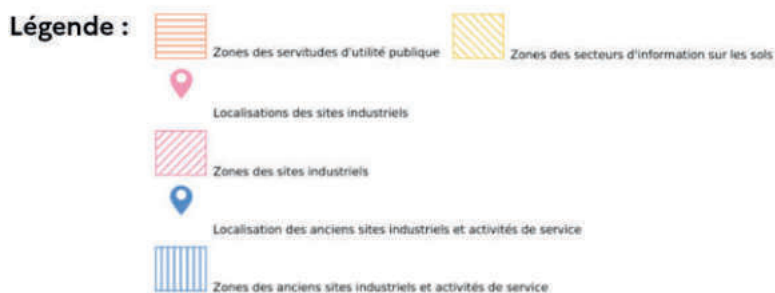 Légende :
Zones des servitudes d'utilité publique
Zones des secteurs d'information sur les sols
Localisations des sites industriels
Zones des sites industriels
Localisation des anciens sites industriels et activités de service
Zones des anciens sites industriels et activités de service